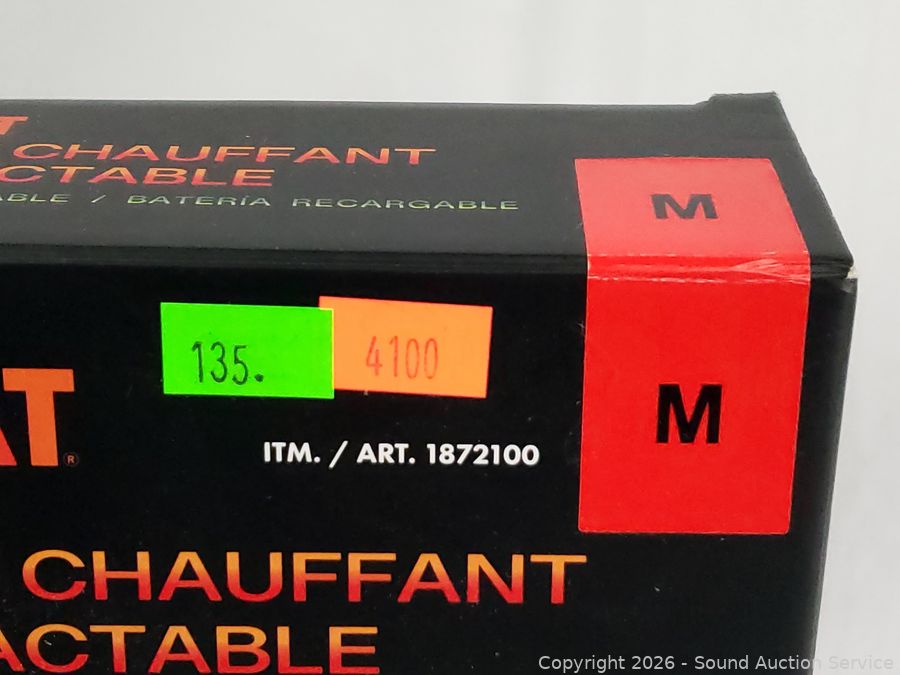 T
CHAUFFANT
CTABLE
ABLE / BATERÍA RECARGABLE
M
135.
4100
AT®
ITM. / ART. 1872100
M
CHAUFFANT
ACTABLE
Copyright 2026 - Sound Auction Service